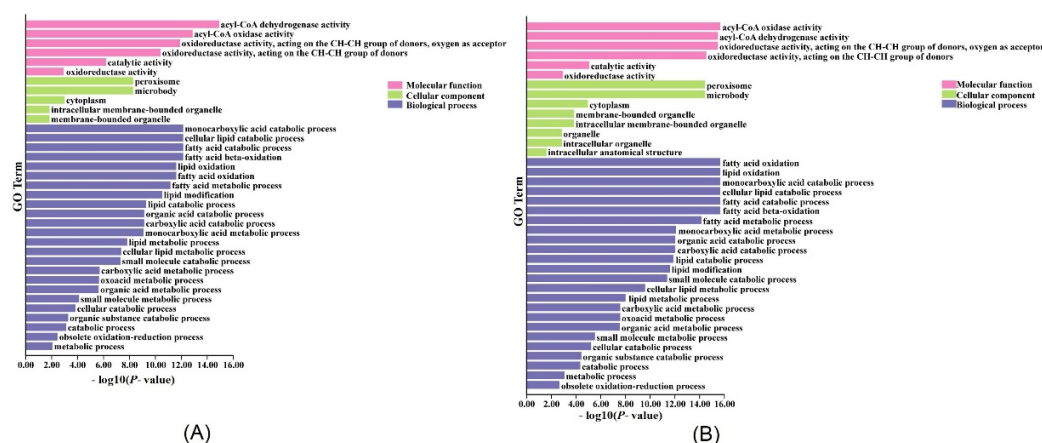 acyl-CoA dehydrogenase activity
acyl-CoA oxidase activity
oxidoreductase activity, acting on the CH-CH group of donors, oxygen as acceptor
oxidoreductase activity, acting on the CH-CH group of donors
catalytic activity
oxidoreductase activity
peroxisome
microbody
cytoplasm
intracellular membrane-bounded organelle
membrane-bounded organelle
monocarboxylic acid catabolic process
cellular lipid catabolic process
fatty acid catabolic process
fatty acid beta-oxidation
lipid oxidation
fatty acid oxidation
fatty acid metabolic process
lipid modification
lipid catabolic process
organic acid catabolic process
carboxylic acid catabolic process
monocarboxylic acid metabolic process
lipid metabolic process
cellular lipid metabolic process
small molecule catabolic process
carboxylic acid metabolic process
oxoacid metabolic process
organic acid metabolic process
small molecule metabolic process
cellular catabolic process
organic substance catabolic process
catabolic process
obsolete oxidation-reduction process
metabolic process
Molecular function
Cellular component
Biological process
GO Term
0.00 2.00 4.00 6.00 8.00 10.00 12.00 14.00 16.00
- log10(P- value)
(A)
acyl-CoA oxidase activity
acyl-CoA dehydrogenase activity
oxidoreductase activity, acting on the CH-CH group of donors, oxygen as acceptor
oxidoreductase activity, acting on the CH-CH group of donors
catalytic activity
oxidoreductase activity
peroxisome
microbody
cytoplasm
membrane-bounded organelle
intracellular membrane-bounded organelle
organelle
intracellular organelle
intracellular anatomical structure
fatty acid oxidation
lipid oxidation
monocarboxylic acid catabolic process
cellular lipid catabolic process
fatty acid catabolic process
fatty acid beta-oxidation
fatty acid metabolic process
monocarboxylic acid metabolic process
organic acid catabolic process
carboxylic acid catabolic process
lipid catabolic process
lipid modification
small molecule catabolic process
cellular lipid metabolic process
lipid metabolic process
carboxylic acid metabolic process
oxoacid metabolic process
organic acid metabolic process
small molecule metabolic process
cellular catabolic process
organic substance catabolic process
catabolic process
metabolic process
obsolete oxidation-reduction process
Molecular function
Cellular component
Biological process
GO Term
0.00 2.00 4.00 6.00 8.00 10.00 12.00 14.00 16.00
- log10(P- value)
(B)